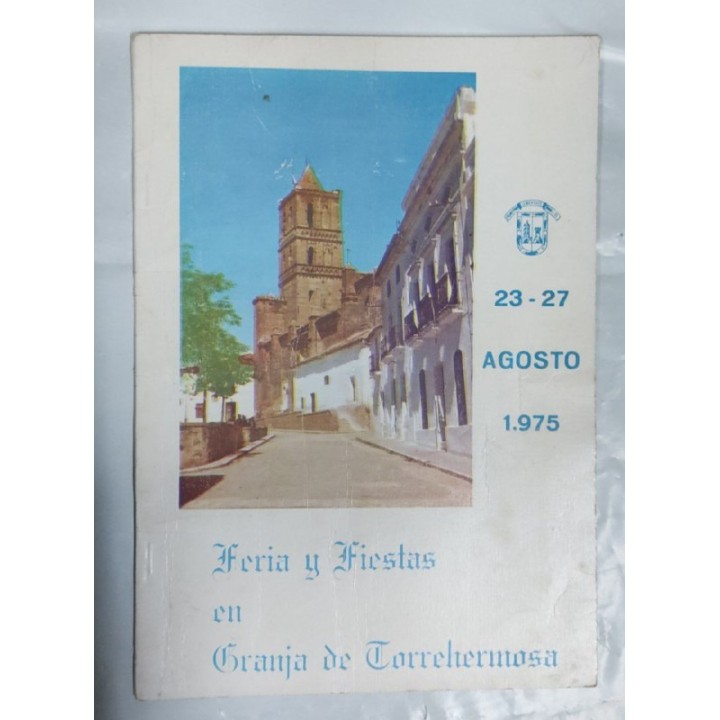 23 - 27
AGOSTO
1.975
Feria y Fiestas
en
Granja de Torrehermosa